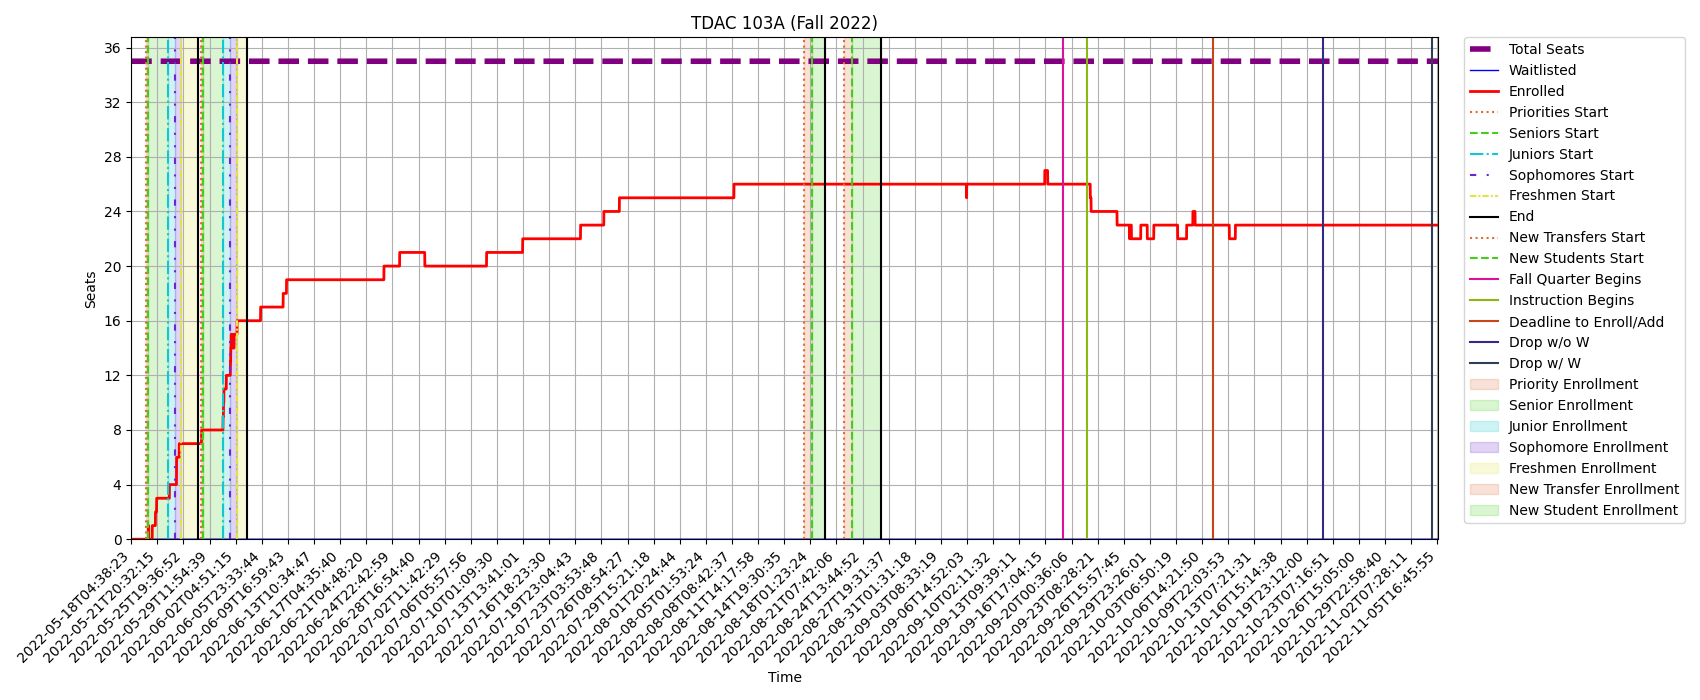 TDAC 103A (Fall 2022)
Seats
36
32
28
24
20
16
12
8
4
0
2022-05-18T04:38:23
2022-05-21T20:32:15
2022-05-25T19:36:52
2022-05-29T11:54:39
2022-06-02T04:51:15
2022-06-05T23:33:44
2022-06-09T16:59:43
2022-06-13T10:34:47
2022-06-17T04:35:40
2022-06-21T04:48:20
2022-06-24T22:42:59
2022-06-28T16:54:40
2022-07-02T11:42:29
2022-07-06T05:57:56
2022-07-10T01:09:30
2022-07-13T13:41:01
2022-07-16T18:23:30
2022-07-19T23:04:43
2022-07-23T03:53:48
2022-07-26T08:54:27
2022-07-29T15:21:18
2022-08-01T20:24:44
2022-08-05T01:53:24
2022-08-08T08:42:37
2022-08-11T14:17:58
2022-08-14T19:30:35
2022-08-18T01:23:24
2022-08-21T07:42:06
2022-08-24T13:44:52
2022-08-27T19:31:37
2022-08-31T01:31:18
2022-09-03T08:33:19
2022-09-06T14:52:03
2022-09-10T02:11:32
2022-09-13T09:39:11
2022-09-16T17:04:15
2022-09-20T00:36:06
2022-09-23T08:28:21
2022-09-26T15:57:45
2022-09-29T23:26:01
2022-10-03T06:50:19
2022-10-06T14:21:50
2022-10-09T22:03:53
2022-10-13T07:21:31
2022-10-16T15:14:38
2022-10-19T23:12:00
2022-10-23T07:16:51
2022-10-26T15:05:00
2022-10-29T22:58:40
2022-11-02T07:28:11
2022-11-05T16:45:55
Time
Total Seats
Waitlisted
Enrolled
Priorities Start
Seniors Start
Juniors Start
Sophomores Start
Freshmen Start
End
New Transfers Start
New Students Start
Fall Quarter Begins
Instruction Begins
Deadline to Enroll/Add
Drop w/o W
Drop w/ W
Priority Enrollment
Senior Enrollment
Junior Enrollment
Sophomore Enrollment
Freshmen Enrollment
New Transfer Enrollment
New Student Enrollment